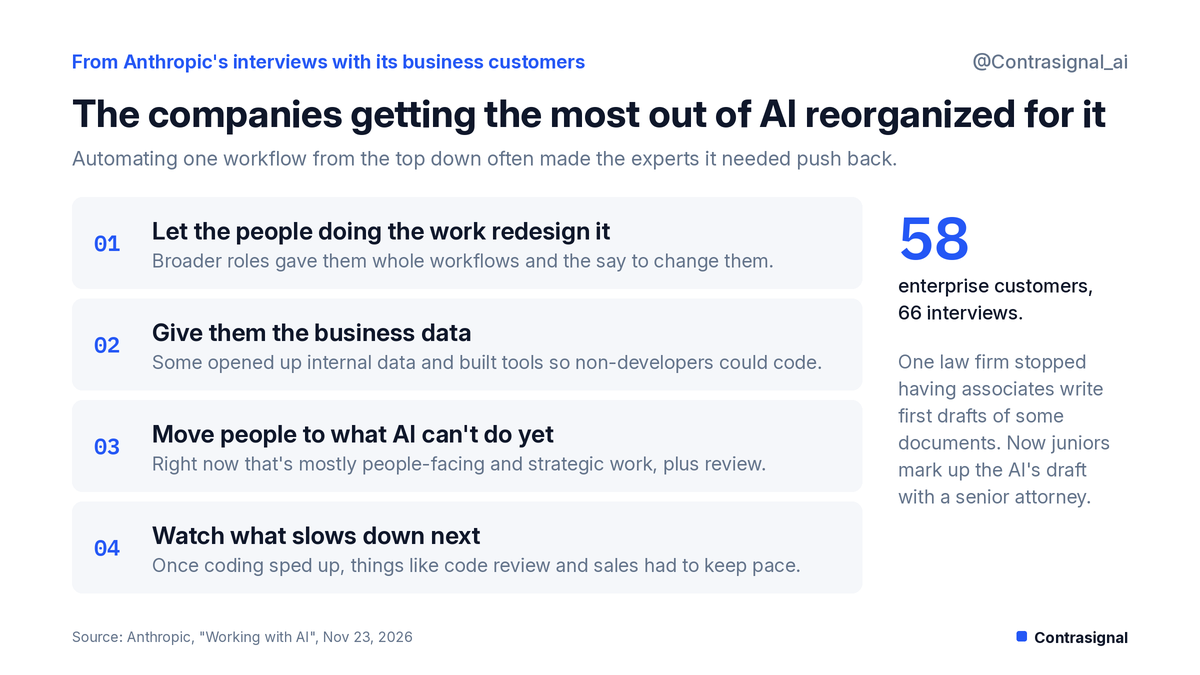 From Anthropic's interviews with its business customers
@Contrasignal_ai
The companies getting the most out of AI reorganized for it
Automating one workflow from the top down often made the experts it needed push back.
01
Let the people doing the work redesign it
Broader roles gave them whole workflows and the say to change them.
02
Give them the business data
Some opened up internal data and built tools so non-developers could code.
03
Move people to what AI can't do yet
Right now that's mostly people-facing and strategic work, plus review.
04
Watch what slows down next
Once coding sped up, things like code review and sales had to keep pace.
58
enterprise customers,
66 interviews.
One law firm stopped
having associates write
first drafts of some
documents. Now juniors
mark up the AI's draft
with a senior attorney.
Source: Anthropic, "Working with AI", Nov 23, 2026
Contrasignal